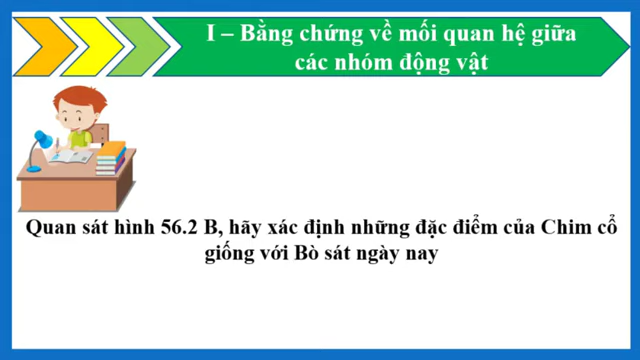 I – Bằng chứng về mối quan hệ giữa
các nhóm động vật
Quan sát hình 56.2 B, hãy xác định những đặc điểm của Chim cổ
giống với Bò sát ngày nay